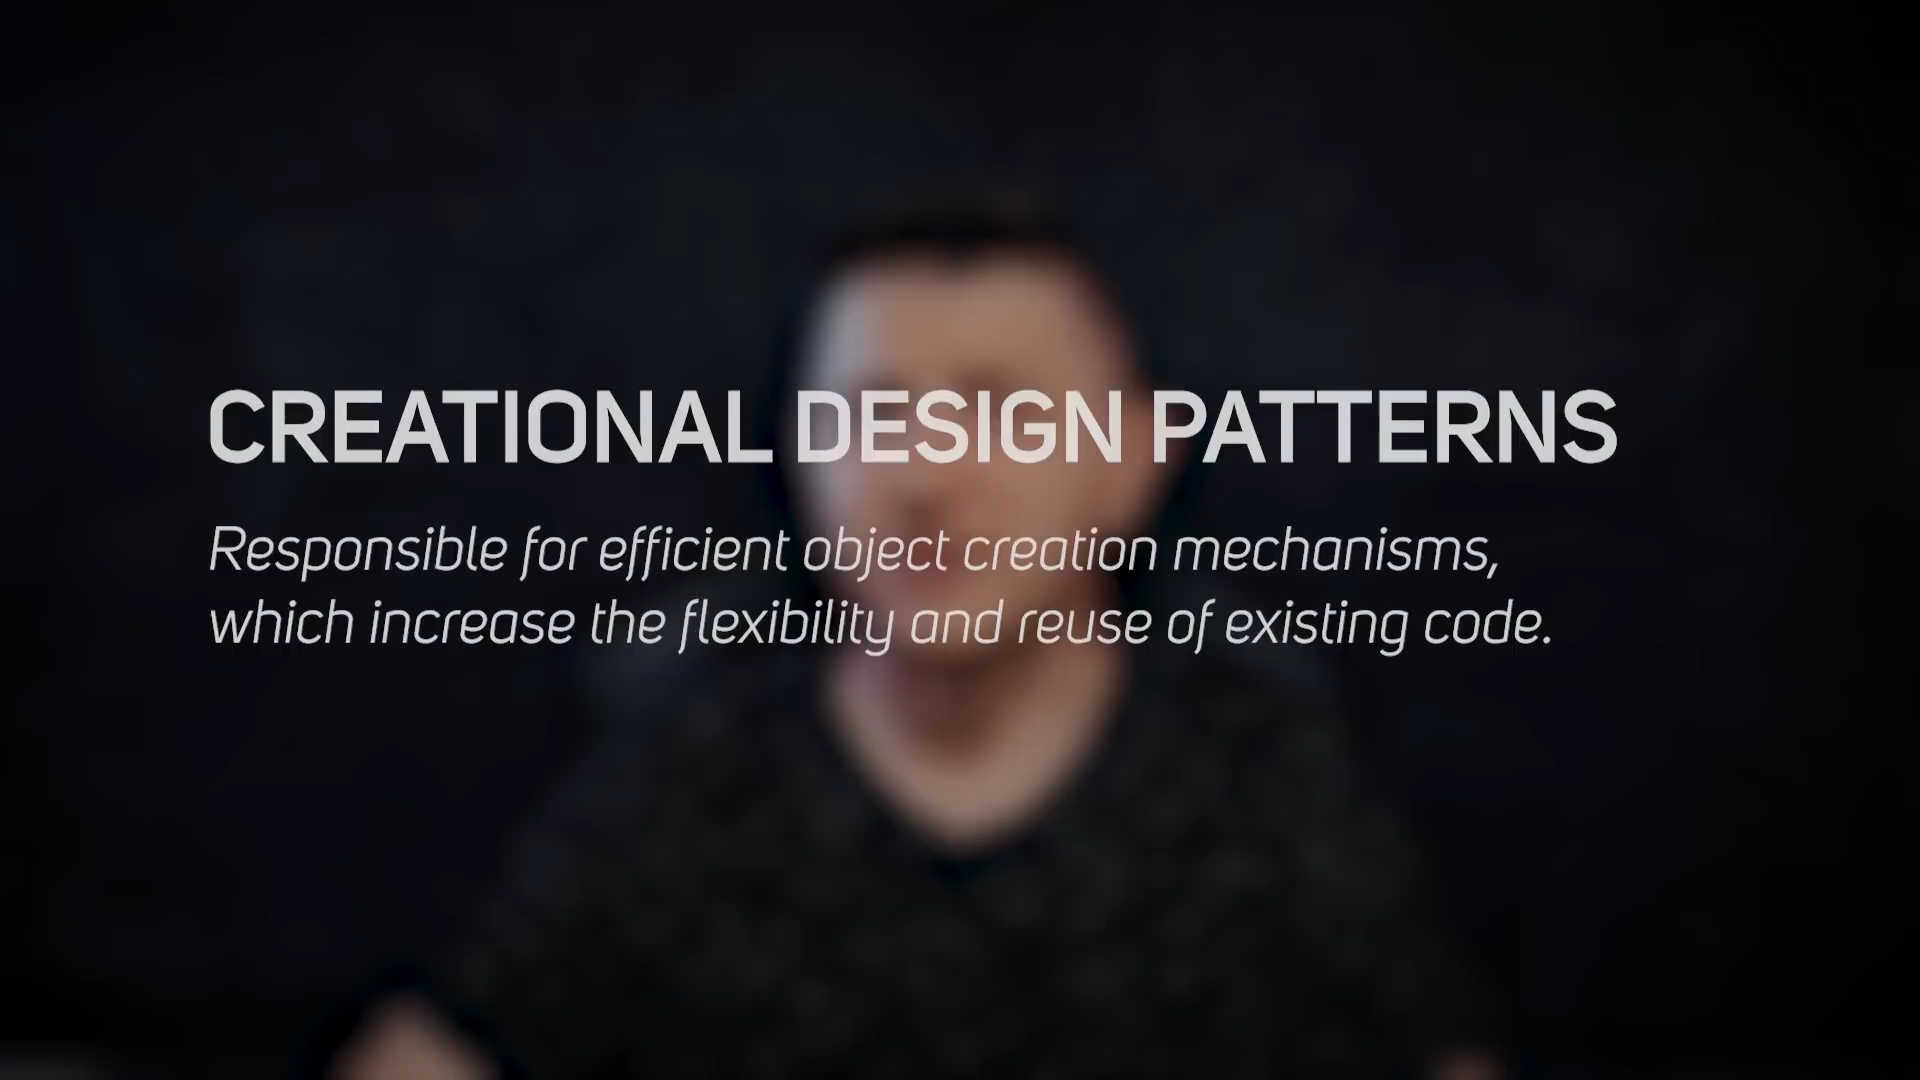 CREATIONAL DESIGN PATTERNS
Responsible for efficient object creation mechanisms,
which increase the flexibility and reuse of existing code.